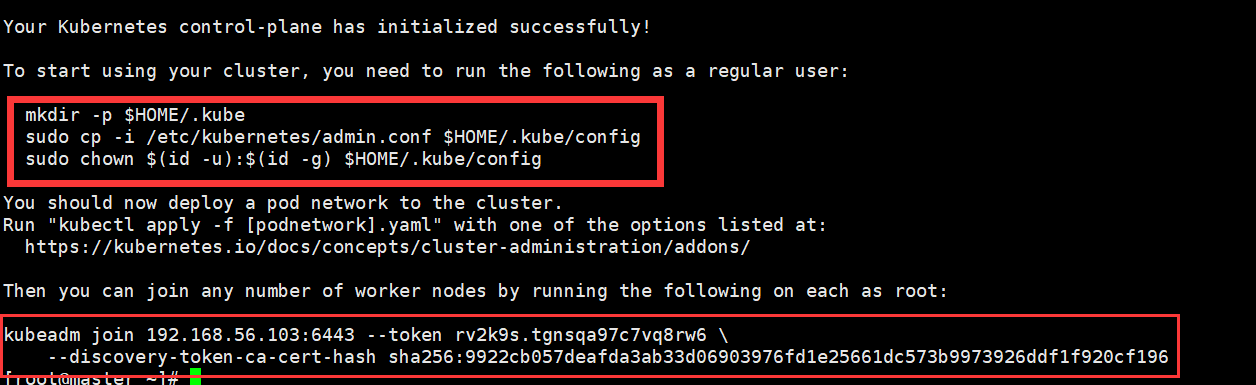 Your Kubernetes control-plane has initialized successfully!
To start using your cluster, you need to run the following as a regular user:
mkdir -p $HOME/.kube
sudo cp -i /etc/kubernetes/admin.conf $HOME/.kube/config
sudo chown $(id -u):$(id -g) $HOME/.kube/config
You should now deploy a pod network to the cluster.
Run "kubectl apply -f [podnetwork].yaml" with one of the options listed at:
https://kubernetes.io/docs/concepts/cluster-administration/addons/
Then you can join any number of worker nodes by running the following on each as root:
kubeadm join 192.168.56.103:6443 --token rv2k9s.tgnsqa97c7vq8rw6 \
--discovery-token-ca-cert-hash sha256:9922cb057deafda3ab33d06903976fd1e25661dc573b9973926ddf1f920cf196
[root@master ~]#